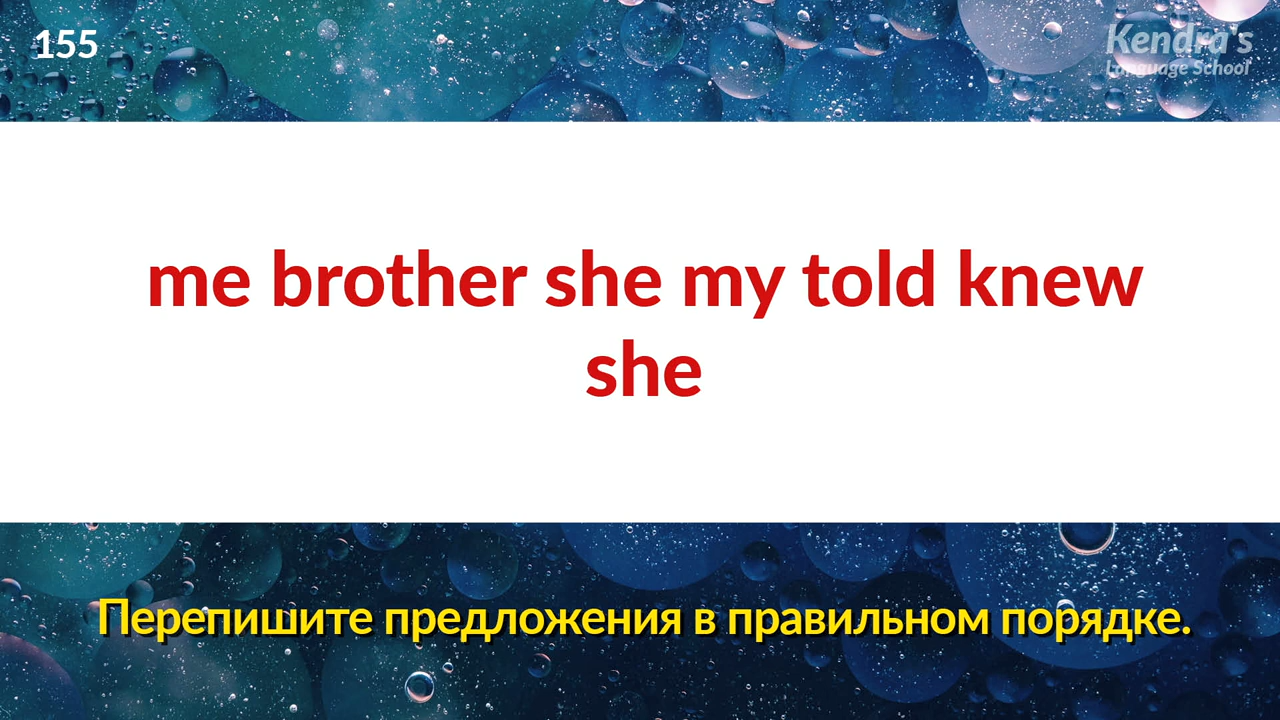 155
Kendra's
Language School
me brother she my told knew
she
Перепишите предложения в правильном порядке.